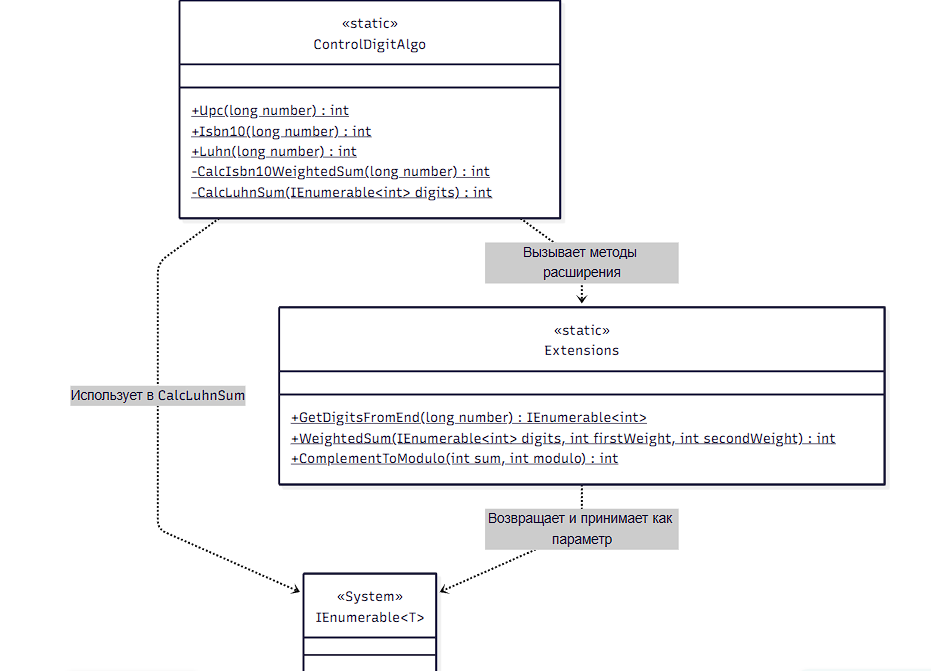 «static»
ControlDigitAlgo
+Upc(long number) : int
+Isbn10(long number) : int
+Luhn(long number) : int
-CalcIsbn10WeightedSum(long number) : int
-CalcLuhnSum(IEnumerable<int> digits) : int
Вызывает методы
расширения
«static»
Extensions
Использует в CalcLuhnSum
+GetDigitsFromEnd(long number) : IEnumerable<int>
+WeightedSum(IEnumerable<int> digits, int firstWeight, int secondWeight) : int
+ComplementToModulo(int sum, int modulo) : int
Возвращает и принимает как
параметр
«System»
IEnumerable<T>